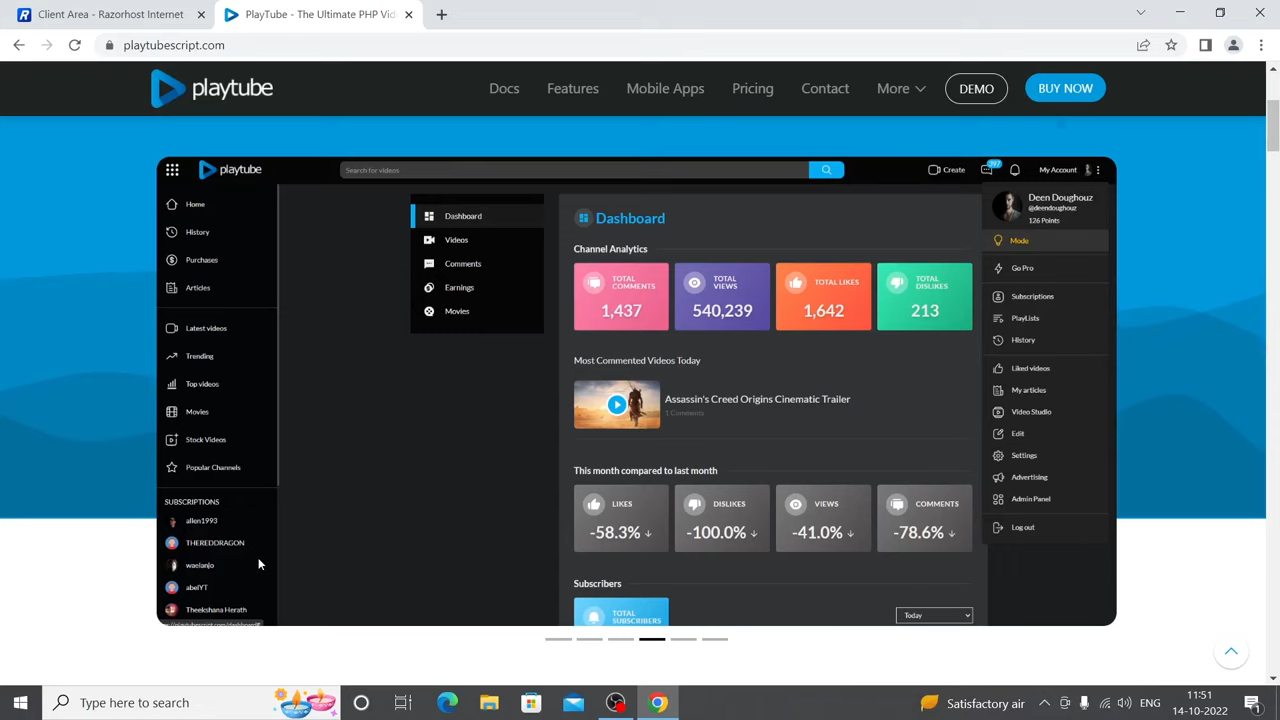 Client Area - Razorhost Internet
PlayTube - The Ultimate PHP Vid
playtubescript.com
playtube
Docs
Features
Mobile Apps
Pricing
Contact
More
DEMO
BUY NOW
playtube
Search for videos
Create
397
My Account
Home
History
Purchases
Articles
Latest videos
Trending
Top videos
Movies
Stock Videos
Popular Channels
SUBSCRIPTIONS
allen1993
THEREDDRAGON
waelanjo
abelYT
Theekshana Herath
Dashboard
Videos
Comments
Earnings
Movies
Dashboard
Channel Analytics
TOTAL
COMMENTS
1,437
TOTAL
VIEWS
540,239
TOTAL LIKES
1,642
TOTAL
DISLIKES
213
Most Commented Videos Today
Assassin's Creed Origins Cinematic Trailer
1 Comments
This month compared to last month
LIKES
-58.3%
DISLIKES
-100.0%
VIEWS
-41.0%
COMMENTS
-78.6%
Subscribers
TOTAL
SUBSCRIBERS
Today
Deen Doughouz
@deendoughouz
126 Points
Mode
Go Pro
Subscriptions
PlayLists
History
Liked videos
My articles
Video Studio
Edit
Settings
Advertising
Admin Panel
Log out
Type here to search
Satisfactory air
ENG
11:51
14-10-2022
1